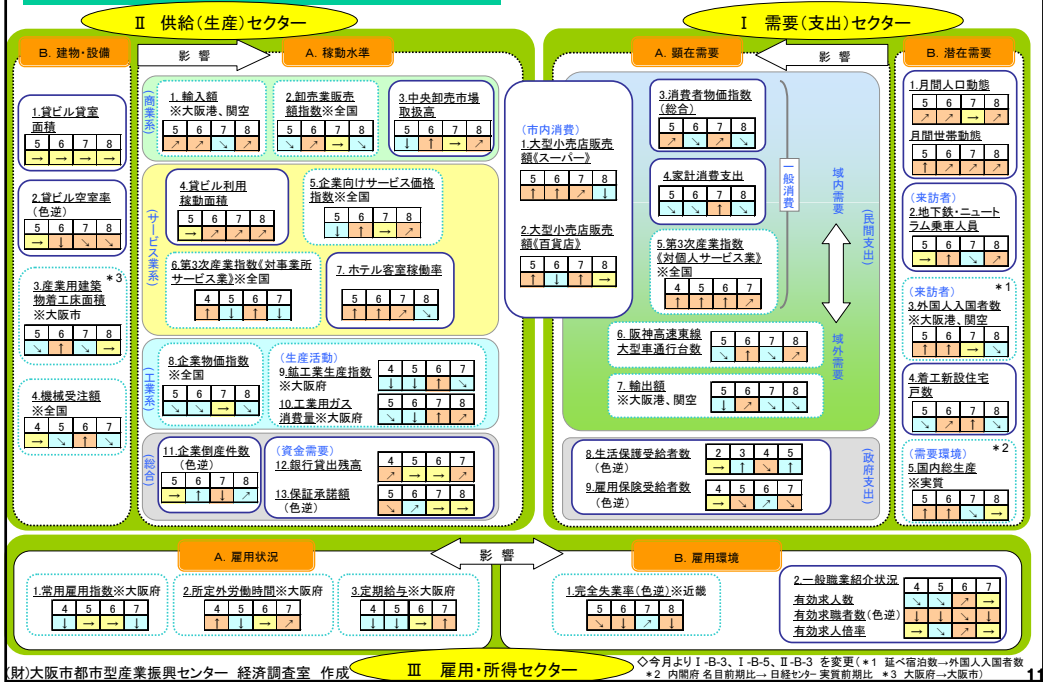 Ⅱ 供給(生産)セクター
B. 建物・設備
影 響
A. 稼動水準
1.貸ビル貸室
面積
5 6 7 8
→ → → →
2.貸ビル空室率
(色逆)
5 6 7 8
→ ↓ ↘ ↘
*3
3.産業用建築
物着工床面積
※大阪市
5 6 7 8
↘ ↑ ↘ →
4.機械受注額
※全国
4 5 6 7
→ ↘ ↑ ↘
(商業系)
1. 輸入額
※大阪港、関空
5 6 7 8
↗ ↗ ↘ ↗
2.卸売業販売
額指数※全国
5 6 7 8
↘ ↗ → ↘
3.中央卸売市場
取扱高
5 6 7 8
↓ ↑ → ↗
(サービス業系)
4.貸ビル利用
稼動面積
5 6 7 8
→ ↗ ↗ ↗
5.企業向けサービス価格
指数※全国
5 6 7 8
↓ ↑ → ↗
6.第3次産業指数《対事業所
サービス業》※全国
4 5 6 7
↑ ↓ ↑ ↓
7. ホテル客室稼働率
5 6 7 8
↑ ↑ ↗ ↘
(工業系)
8.企業物価指数
※全国
5 6 7 8
↘ ↘ → ↘
(生産活動)
9.鉱工業生産指数
※大阪府
4 5 6 7
↓ ↓ ↑ ↘
10.工業用ガス
消費量※大阪府
5 6 7 8
↘ ↓ ↑ ↗
(総合)
11.企業倒産件数
(色逆)
5 6 7 8
→ ↑ ↓ ↗
(資金需要)
12.銀行貸出残高
4 5 6 7
↗ → → →
13.保証承諾額
(色逆)
5 6 7 8
↘ ↗ → →
Ⅰ 需要(支出)セクター
A. 顕在需要
影 響
B. 潜在需要
(市内消費)
1.大型小売店販売
額《スーパー》
5 6 7 8
↑ ↑ ↗ ↓
2.大型小売店販売
額《百貨店》
5 6 7 8
↑ ↓ ↑ →
3.消費者物価指数
(総合)
5 6 7 8
↗ ↘ ↘ ↗
4.家計消費支出
5 6 7 8
↘ ↘ ↑ ↘
5.第3次産業指数
《対個人サービス業》
※全国
4 5 6 7
↑ ↑ ↑ ↗
一般消費
域内需要
域外需要
(民間支出)
6. 阪神高速東線
大型車通行台数
5 6 7 8
↘ ↑ ↘ ↗
7. 輸出額
※大阪港、関空
5 6 7 8
↓ ↗ ↘ ↘
8.生活保護受給者数
(色逆)
2 3 4 5
→ ↑ ↘ ↑
9.雇用保険受給者数
(色逆)
4 5 6 7
→ ↘ ↗ ↘
(政府支出)
1.月間人口動態
5 6 7 8
↗ ↗ ↘ ↗
月間世帯動態
5 6 7 8
↑ ↗ ↗ ↗
(来訪者)
2.地下鉄・ニュート
ラム乗車人員
5 6 7 8
→ ↑ ↘ ↗
(来訪者) *1
3.外国人入国者数
※大阪港、関空
5 6 7 8
↑ ↑ ↗ ↘
4.着工新設住宅
戸数
5 6 7 8
↘ ↗ ↑ ↘
(需要環境) *2
5.国内総生産
※実質
5 6 7 8
↑ ↑ ↘ →
A. 雇用状況
影 響
B. 雇用環境
1.常用雇用指数※大阪府
4 5 6 7
↓ → → ↓
2.所定外労働時間※大阪府
4 5 6 7
↑ ↓ → ↗
3.定期給与※大阪府
4 5 6 7
↓ ↓ → ↑
1.完全失業率(色逆)※近畿
5 6 7 8
↘ ↓ ↗ ↓
2.一般職業紹介状況
4 5 6 7
有効求人数
↘ ↘ ↗ →
有効求職者数(色逆)
↓ ↓ ↘ ↓
有効求人倍率
→ ↘ ↗ →
(財)大阪市都市型産業振興センター 経済調査室 作成
Ⅲ 雇用・所得セクター
◇今月よりⅠ-B-3、Ⅰ-B-5、Ⅱ-B-3 を変更(*1 延べ宿泊数→外国人入国者数
*2 内閣府 名目前期比→ 日経センター 実質前期比 *3 大阪府→大阪市)
11